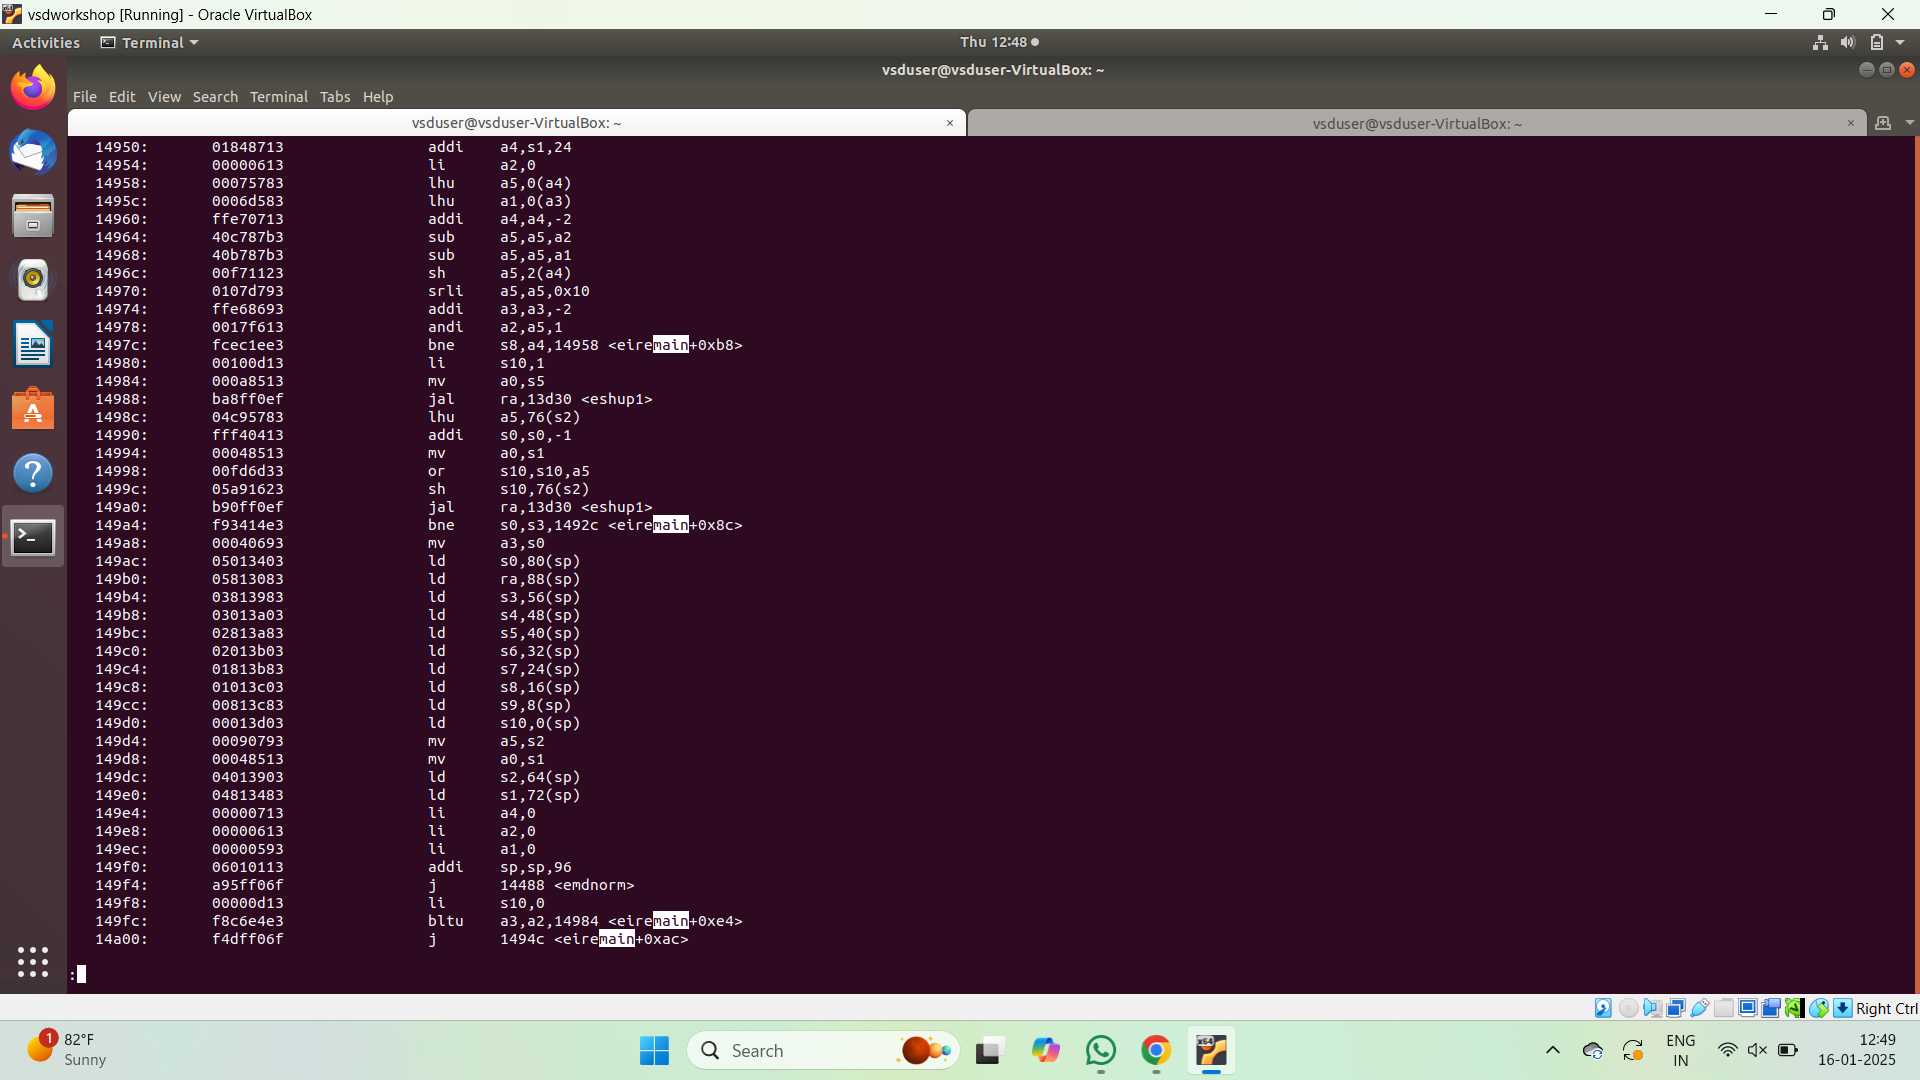 vsdworkshop [Running] - Oracle VirtualBox
Activities Terminal Thu 12:48
vsduser@vsduser-VirtualBox: ~
File Edit View Search Terminal Tabs Help
vsduser@vsduser-VirtualBox: ~ × vsduser@vsduser-VirtualBox: ~ ×
14950: 01848713 addi a4,s1,24
14954: 00000613 li a2,0
14958: 00075783 lhu a5,0(a4)
1495c: 0006d583 lhu a1,0(a3)
14960: ffe70713 addi a4,a4,-2
14964: 40c787b3 sub a5,a5,a2
14968: 40b787b3 sub a5,a5,a1
1496c: 00f71123 sh a5,2(a4)
14970: 0107d793 srli a5,a5,0x10
14974: ffe68693 addi a3,a3,-2
14978: 0017f613 andi a2,a5,1
1497c: fcec1ee3 bne s8,a4,14958 <eiremain+0xb8>
14980: 00100d13 li s10,1
14984: 000a8513 mv a0,s5
14988: ba8ff0ef jal ra,13d30 <eshup1>
1498c: 04c95783 lhu a5,76(s2)
14990: fff40413 addi s0,s0,-1
14994: 00048513 mv a0,s1
14998: 00fd6d33 or s10,s10,a5
1499c: 05a91623 sh s10,76(s2)
149a0: b90ff0ef jal ra,13d30 <eshup1>
149a4: f93414e3 bne s0,s3,1492c <eiremain+0x8c>
149a8: 00040693 mv a3,s0
149ac: 05013403 ld s0,80(sp)
149b0: 05813083 ld ra,88(sp)
149b4: 03813983 ld s3,56(sp)
149b8: 03013a03 ld s4,48(sp)
149bc: 02813a83 ld s5,40(sp)
149c0: 02013b03 ld s6,32(sp)
149c4: 01813b83 ld s7,24(sp)
149c8: 01013c03 ld s8,16(sp)
149cc: 00813c83 ld s9,8(sp)
149d0: 00013d03 ld s10,0(sp)
149d4: 00090793 mv a5,s2
149d8: 00048513 mv a0,s1
149dc: 04013903 ld s2,64(sp)
149e0: 04813483 ld s1,72(sp)
149e4: 00000713 li a4,0
149e8: 00000613 li a2,0
149ec: 00000593 li a1,0
149f0: 06010113 addi sp,sp,96
149f4: a95ff06f j 14488 <emdnorm>
149f8: 00000d13 li s10,0
149fc: f8c6e4e3 bltu a3,a2,14984 <eiremain+0xe4>
14a00: f4dff06f j 1494c <eiremain+0xac>
:
Right Ctrl
1 82°F
Sunny
Search
x64
ENG
IN
12:49
16-01-2025